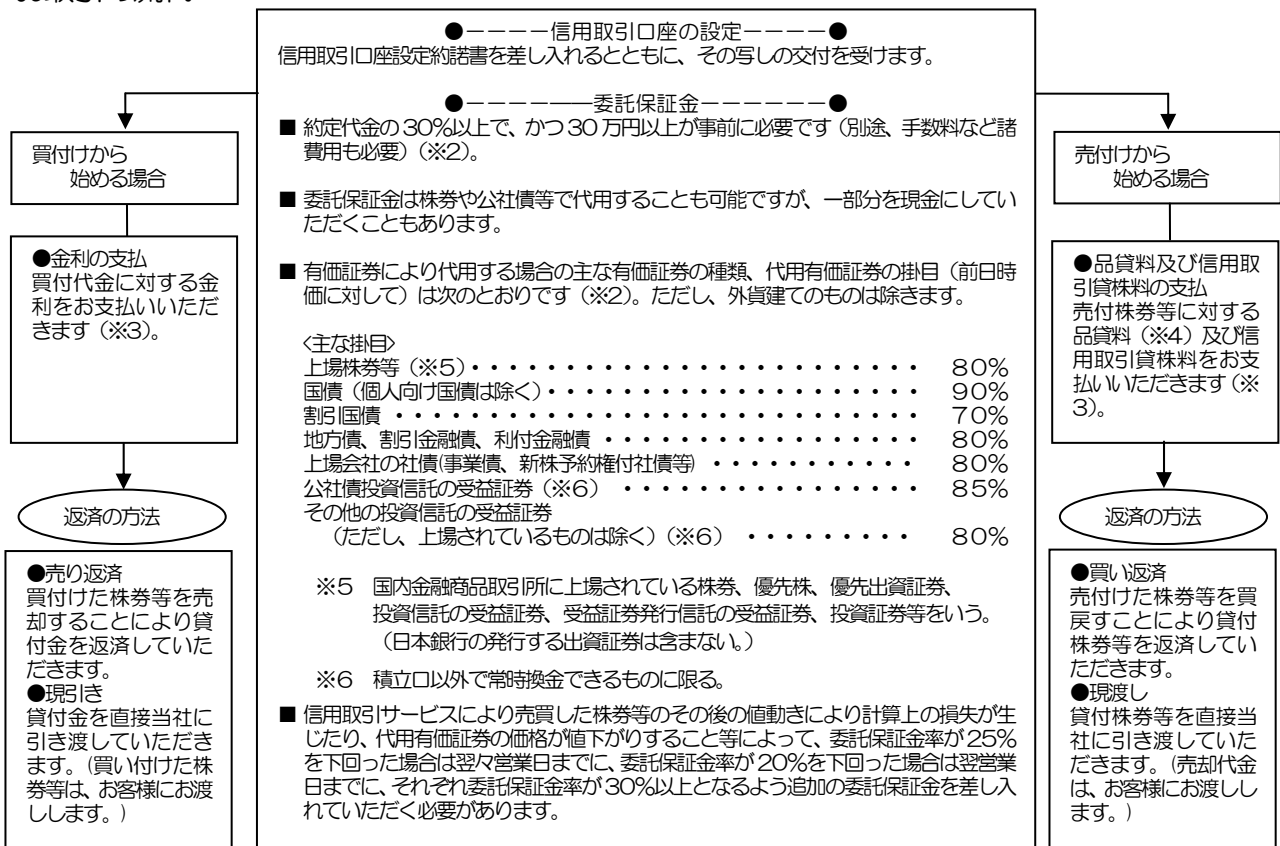 ●ーーーー信用取引口座の設定ーーーー●
信用取引口座設定約諾書を差し入れるとともに、その写しの交付を受けます。
●ーーーー――委託保証金ーーーーーー●
■ 約定代金の30%以上で、かつ30万円以上が事前に必要です（別途、手数料など諸
費用も必要）（※2）。
■ 委託保証金は株券や公社債等で代用することも可能ですが、一部分を現金にしてい
ただくこともあります。
■ 有価証券により代用する場合の主な有価証券の種類、代用有価証券の掛目（前日時
価に対して）は次のとおりです（※2）。ただし、外貨建てのものは除きます。
〈主な掛目〉
上場株券等（※5）・・・・・・・・・・・・・・・・・・・・・・・・ 80%
国債（個人向け国債は除く）・・・・・・・・・・・・・・・・・・・・ 90%
割引国債 ・・・・・・・・・・・・・・・・・・・・・・・・・・・・ 70%
地方債、割引金融債、利付金融債 ・・・・・・・・・・・・・・・・・ 80%
上場会社の社債(事業債、新株予約権付社債等) ・・・・・・・・・・・ 80%
公社債投資信託の受益証券（※6） ・・・・・・・・・・・・・・・・ 85%
その他の投資信託の受益証券
（ただし、上場されているものは除く）（※6） ・・・・・・・・・ 80%
※5 国内金融商品取引所に上場されている株券、優先株、優先出資証券、
投資信託の受益証券、受益証券発行信託の受益証券、投資証券等をいう。
（日本銀行の発行する出資証券は含まない。）
※6 積立口以外で常時換金できるものに限る。
■ 信用取引サービスにより売買した株券等のその後の値動きにより計算上の損失が生
じたり、代用有価証券の価格が値下がりすること等によって、委託保証金率が25%
を下回った場合は翌々営業日までに、委託保証金率が20%を下回った場合は翌営業
日までに、それぞれ委託保証金率が30%以上となるよう追加の委託保証金を差し入
れていただく必要があります。
買付けから
始める場合
●金利の支払
買付代金に対する金
利をお支払いいただ
きます（※3）。
返済の方法
●売り返済
買付けた株券等を売
却することにより貸
付金を返済していた
だきます。
●現引き
貸付金を直接当社に
引き渡していただき
ます。(買い付けた株
券等は、お客様にお渡
しします。)
売付けから
始める場合
●品貸料及び信用取
引貸株料の支払
売付株券等に対する
品貸料（※4）及び信
用取引貸株料をお支
払いいただきます（※
3）。
返済の方法
●買い返済
売付けた株券等を買
戻すことにより貸付
株券等を返済してい
ただきます。
●現渡し
貸付株券等を直接当
社に引き渡していた
だきます。(売却代金
は、お客様にお渡しし
ます。)